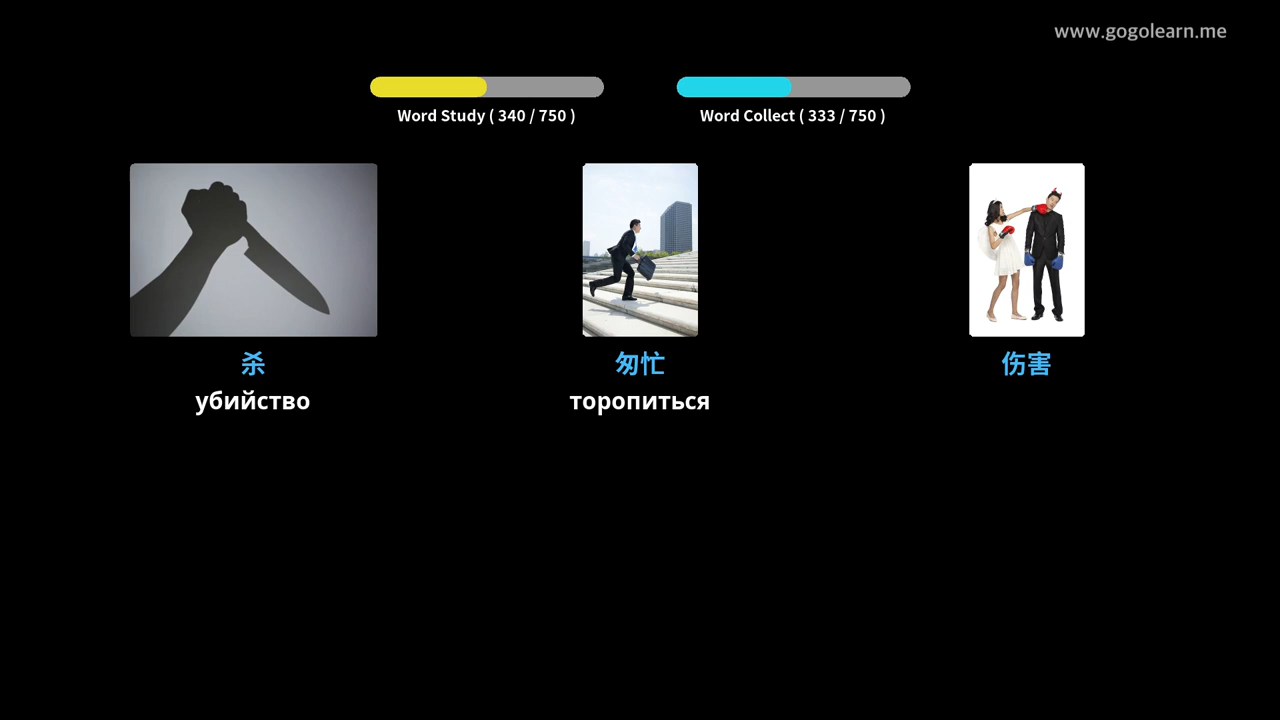 www.gogolearn.me
Word Study ( 340 / 750 )
Word Collect ( 333 / 750 )
杀
убийство
匆忙
торопиться
伤害